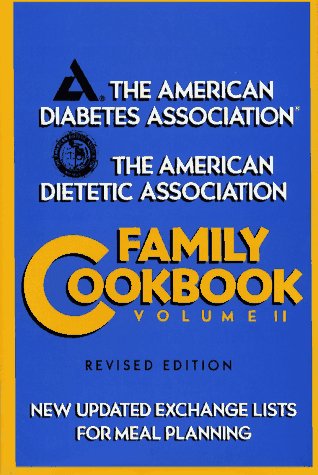 THE AMERICAN
DIABETES ASSOCIATION®
THE AMERICAN
DIETETIC ASSOCIATION
FAMILY
COOKBOOK
VOLUME II
REVISED EDITION
NEW UPDATED EXCHANGE LISTS
FOR MEAL PLANNING